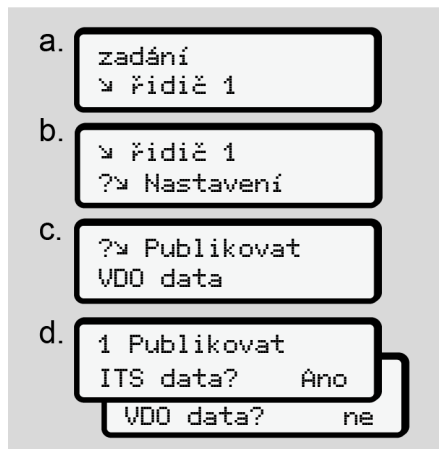 a.
zadání
↘ řidič 1
b.
↘ řidič 1
?↘ Nastavení
c.
?↘ Publikovat
VDO data
d.
1 Publikovat
ITS data? Ano
VDO data? ne